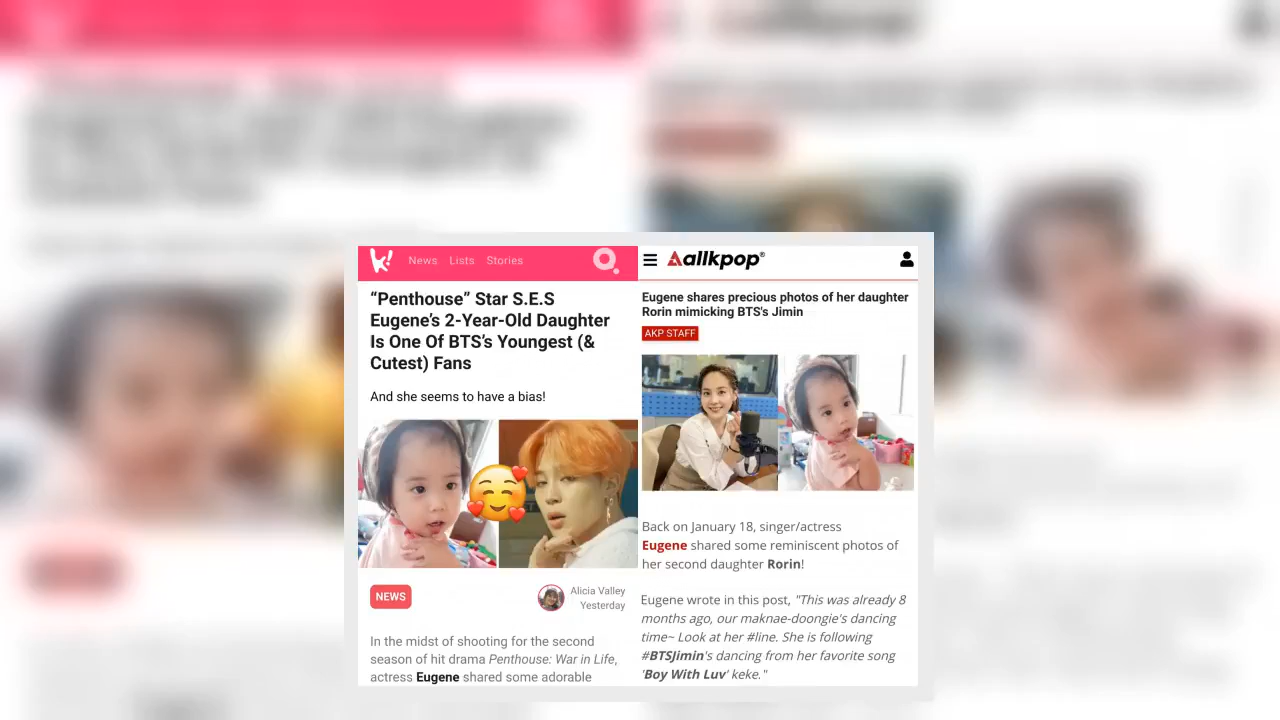 k!
News Lists Stories
“Penthouse” Star S.E.S
Eugene’s 2-Year-Old Daughter
Is One Of BTS’s Youngest (&
Cutest) Fans
And she seems to have a bias!
NEWS
Alicia Valley
Yesterday
In the midst of shooting for the second
season of hit drama Penthouse: War in Life,
actress Eugene shared some adorable
allkpop®
Eugene shares precious photos of her daughter
Rorin mimicking BTS's Jimin
AKP STAFF
Back on January 18, singer/actress
Eugene shared some reminiscent photos of
her second daughter Rorin!
Eugene wrote in this post, "This was already 8
months ago, our maknae-doongie's dancing
time~ Look at her #line. She is following
#BTSJimin's dancing from her favorite song
'Boy With Luv' keke."